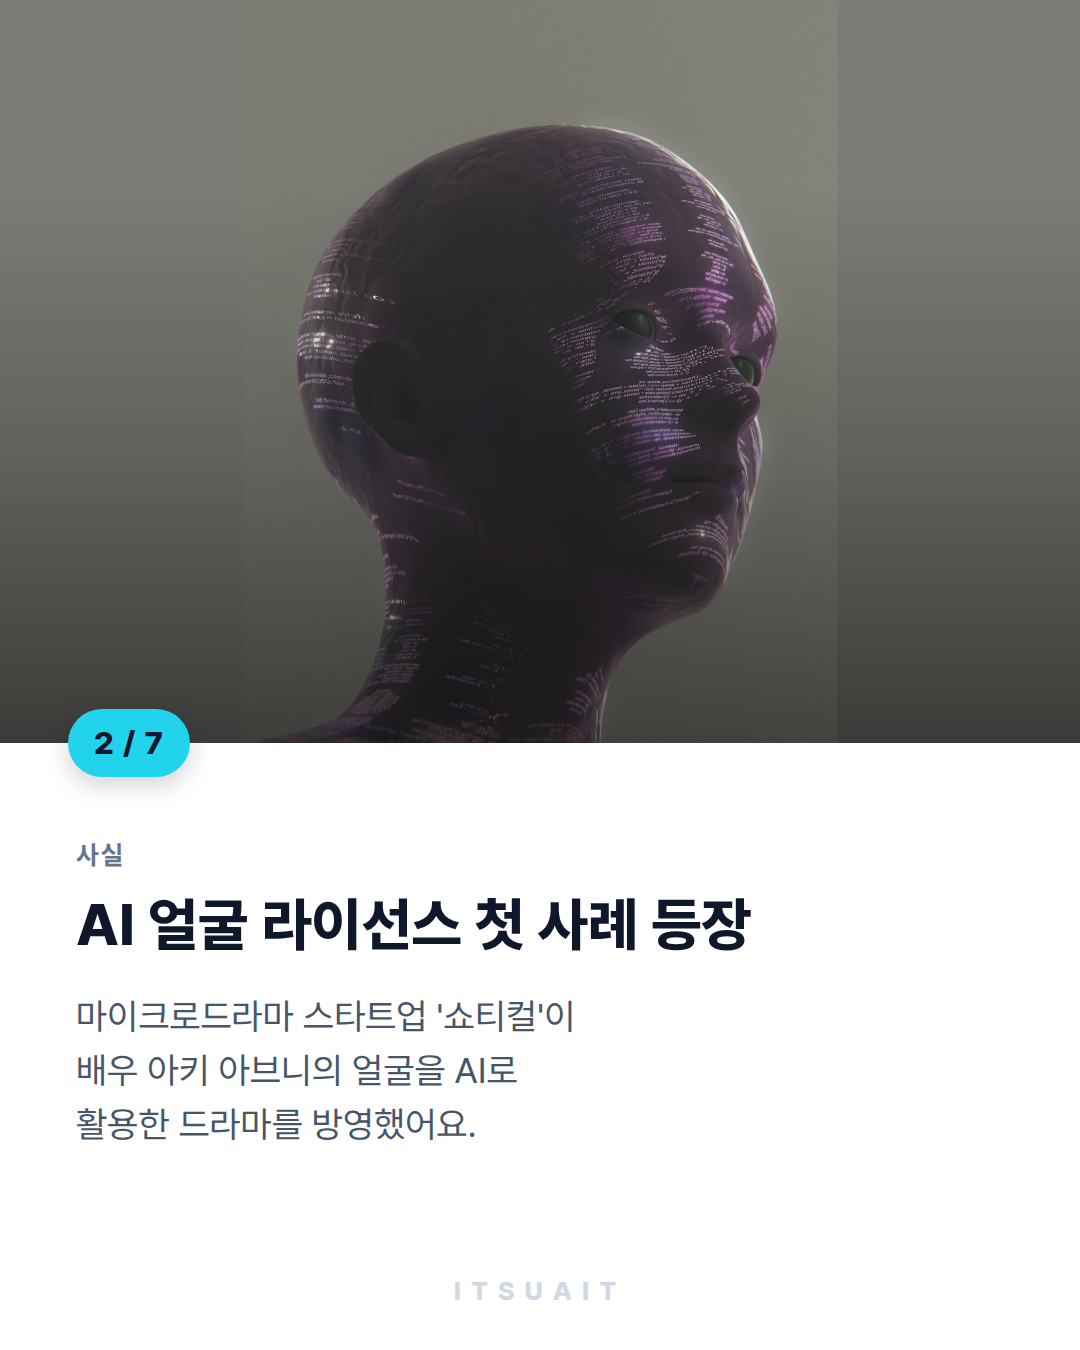 2 / 7
사실
AI 얼굴 라이선스 첫 사례 등장
마이크로드라마 스타트업 '쇼티컬'이
배우 아키 아브니의 얼굴을 AI로
활용한 드라마를 방영했어요.
ITSUAIT